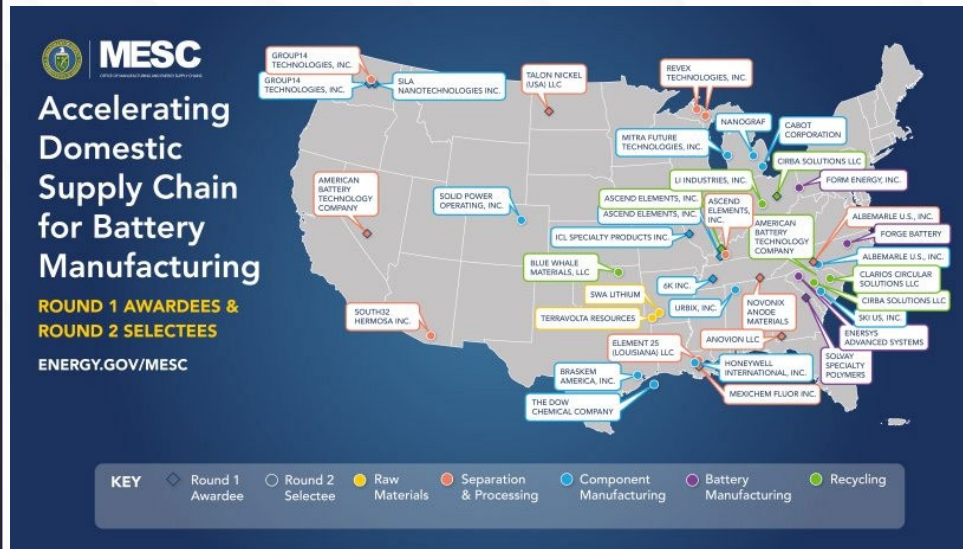 MESC
OFFICE OF MANUFACTURING AND ENERGY SUPPLY CHAINS
Accelerating
Domestic
Supply Chain
for Battery
Manufacturing
ROUND 1 AWARDEES &
ROUND 2 SELECTEES
ENERGY.GOV/MESC
GROUP14
TECHNOLOGIES, INC.
GROUP14
TECHNOLOGIES, INC.
SILA
NANOTECHNOLOGIES INC.
TALON NICKEL
(USA) LLC
REVEX
TECHNOLOGIES, INC.
NANOGRAF
CABOT
CORPORATION
MITRA FUTURE
TECHNOLOGIES, INC.
CIRBA SOLUTIONS LLC
LI INDUSTRIES, INC.
FORM ENERGY, INC.
AMERICAN
BATTERY
TECHNOLOGY
COMPANY
SOLID POWER
OPERATING, INC.
ASCEND ELEMENTS, INC.
ASCEND ELEMENTS, INC.
ASCEND
ELEMENTS,
INC.
ALBEMARLE U.S., INC.
AMERICAN
BATTERY
TECHNOLOGY
COMPANY
FORGE BATTERY
ICL SPECIALTY PRODUCTS INC.
ALBEMARLE U.S., INC.
BLUE WHALE
MATERIALS, LLC
CLARIOS CIRCULAR
SOLUTIONS LLC
6K INC.
CIRBA SOLUTIONS LLC
SWA LITHIUM
URBIX, INC.
NOVONIX
ANODE
MATERIALS
SKI US, INC.
TERRAVOLTA RESOURCES
SOUTH32
HERMOSA INC.
ENERSYS
ADVANCED SYSTEMS
ELEMENT 25
(LOUISIANA) LLC
ANOVION LLC
SOLVAY
SPECIALTY
POLYMERS
BRASKEM
AMERICA, INC.
HONEYWELL
INTERNATIONAL, INC.
MEXICHEM FLUOR INC.
THE DOW
CHEMICAL COMPANY
KEY
Round 1
Awardee
Round 2
Selectee
Raw
Materials
Separation
& Processing
Component
Manufacturing
Battery
Manufacturing
Recycling